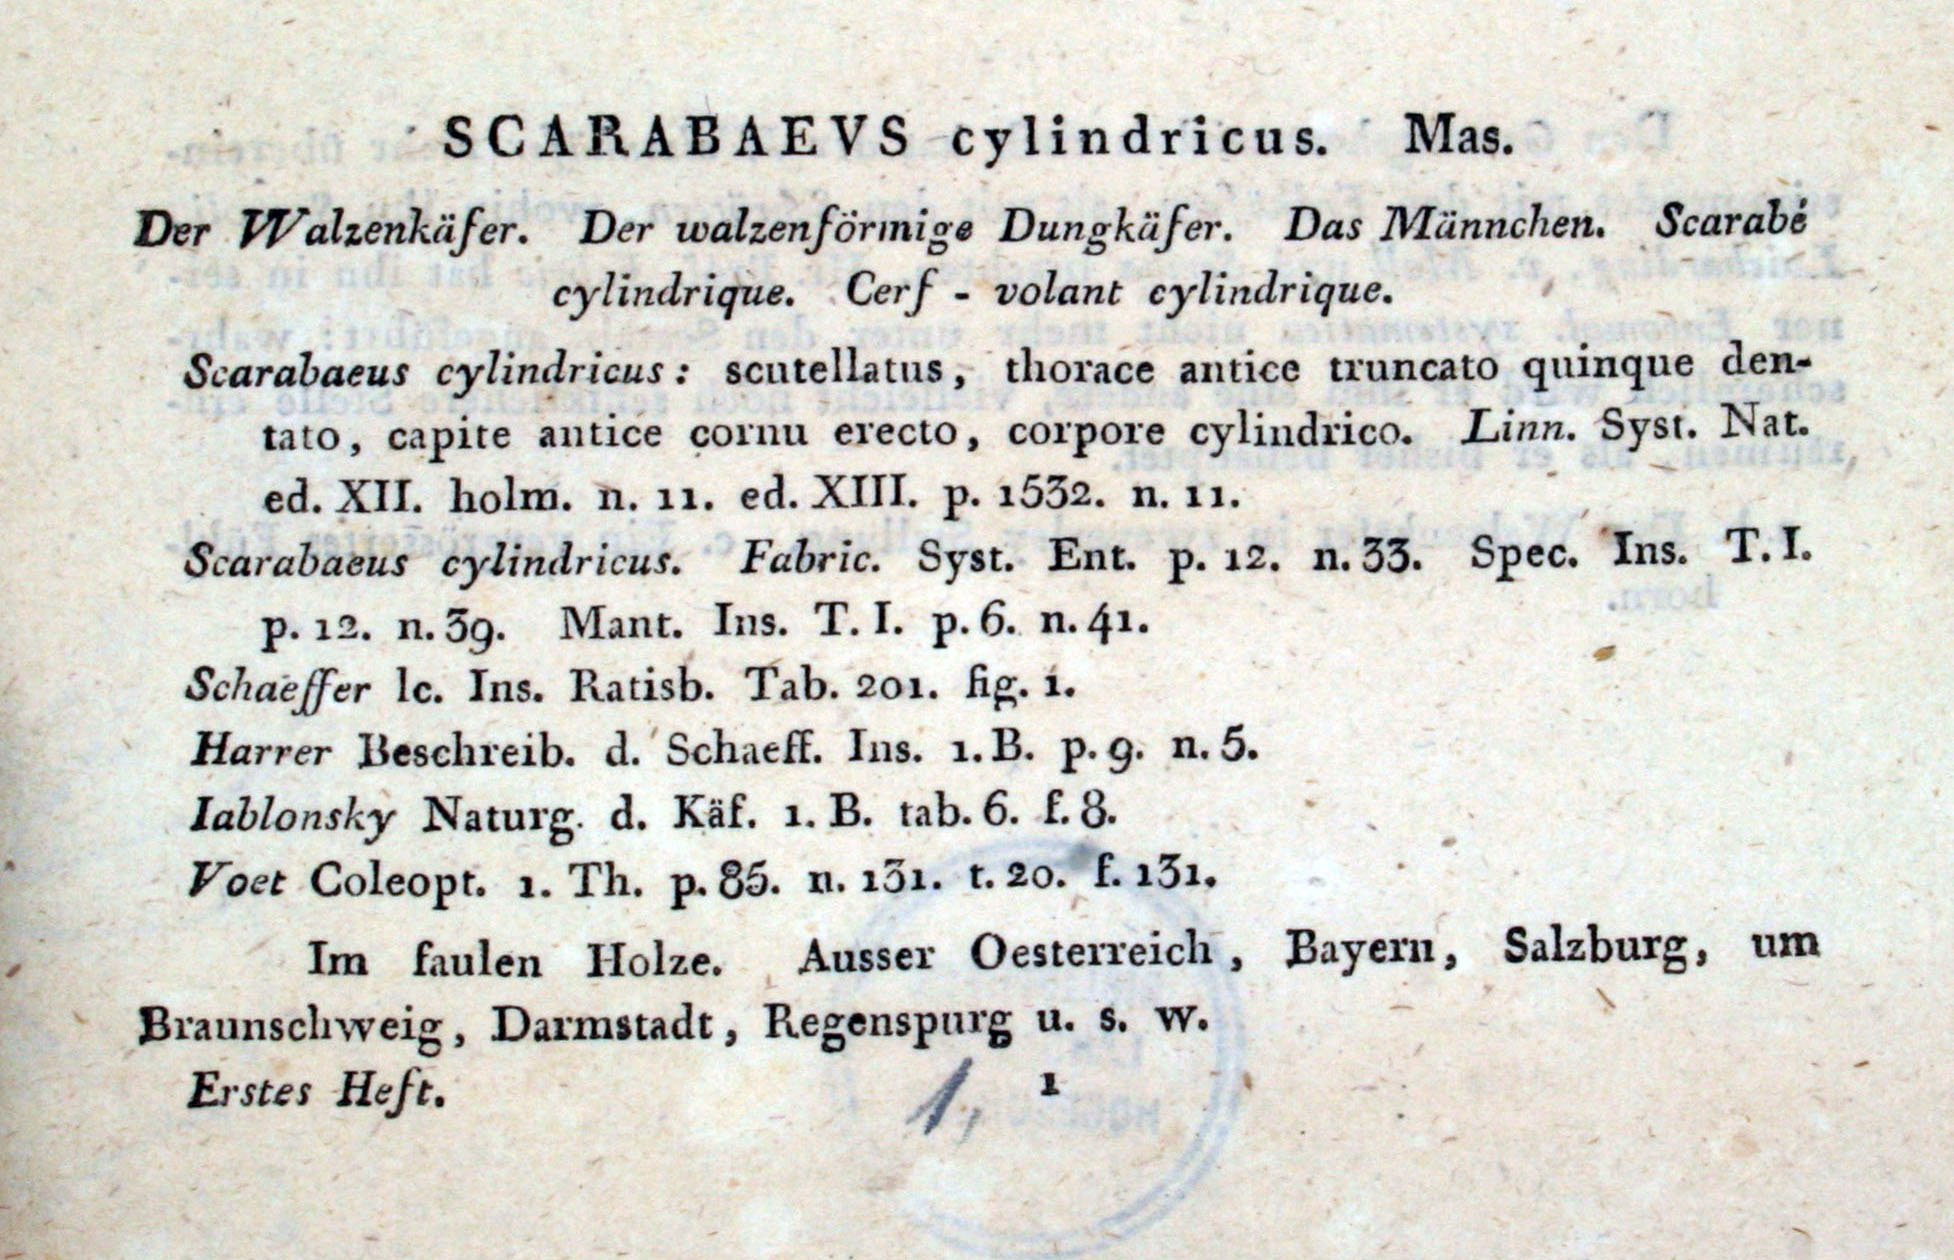 SCARABAEVS cylindricus. Mas.
Der Walzenkäfer. Der walzenförmige Dungkäfer. Das Männchen. Scarabé
cylindrique. Cerf - volant cylindrique.
Scarabaeus cylindricus: scutellatus, thorace antice truncato quinque den-
tato, capite antice cornu erecto, corpore cylindrico. Linn. Syst. Nat.
ed. XII. holm. n. 11. ed. XIII. p. 1532. n. 11.
Scarabaeus cylindricus. Fabric. Syst. Ent. p. 12. n. 33. Spec. Ins. T. I.
p. 12. n. 39. Mant. Ins. T. I. p. 6. n. 41.
Schaeffer Ic. Ins. Ratisb. Tab. 201. fig. 1.
Harrer Beschreib. d. Schaeff. Ins. 1. B. p. 9. n. 5.
Iablonsky Naturg. d. Käf. 1. B. tab. 6. f. 8.
Voet Coleopt. 1. Th. p. 85. n. 131. t. 20. f. 131.
Im faulen Holze. Ausser Oesterreich, Bayern, Salzburg, um
Braunschweig, Darmstadt, Regenspurg u. s. w.
Erstes Heft. 1, 1